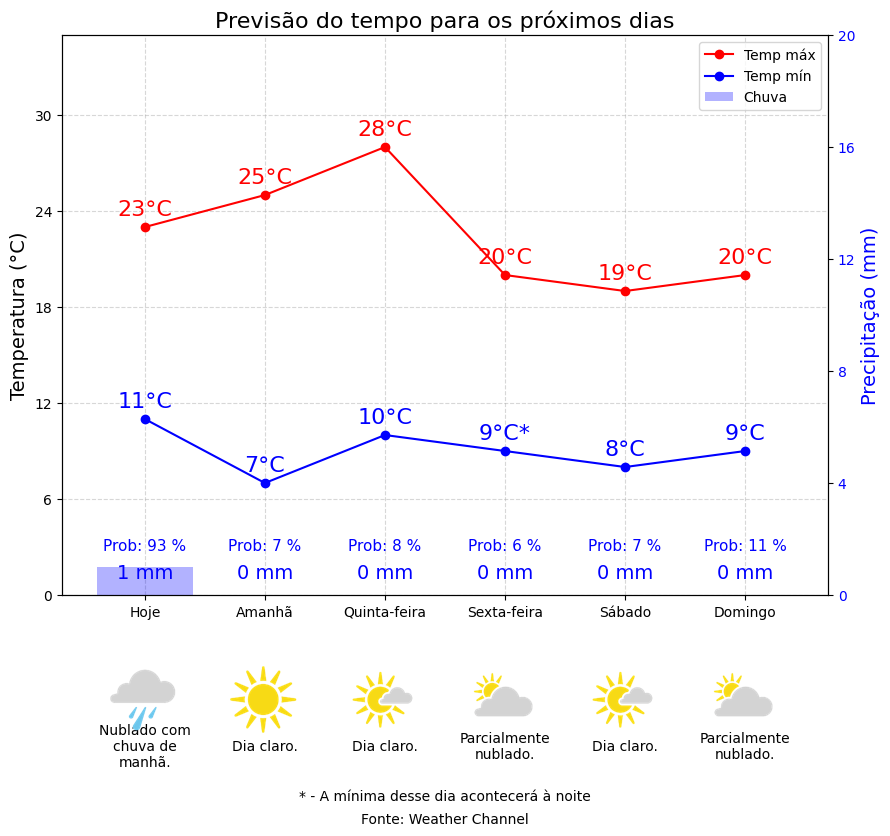 Previsão do tempo para os próximos dias
Temp máx
Temp mín
Chuva
Temperatura (°C)
Precipitação (mm)
30
24
18
12
6
0
20
16
12
8
4
0
23°C
25°C
28°C
20°C
19°C
20°C
11°C
7°C
10°C
9°C*
8°C
9°C
Prob: 93 %
Prob: 7 %
Prob: 8 %
Prob: 6 %
Prob: 7 %
Prob: 11 %
1 mm
0 mm
0 mm
0 mm
0 mm
0 mm
Hoje
Amanhã
Quinta-feira
Sexta-feira
Sábado
Domingo
Nublado com
chuva de
manhã.
Dia claro.
Dia claro.
Parcialmente
nublado.
Dia claro.
Parcialmente
nublado.
* - A mínima desse dia acontecerá à noite
Fonte: Weather Channel